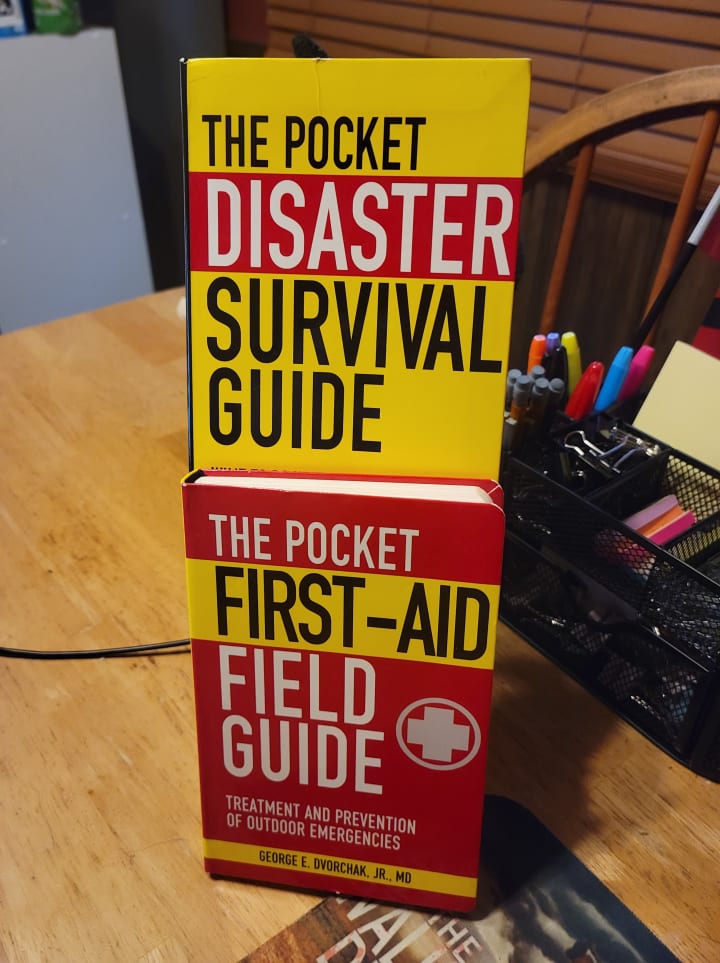 THE POCKET
DISASTER
SURVIVAL
GUIDE
THE POCKET
FIRST-AID
FIELD
GUIDE
TREATMENT AND PREVENTION
OF OUTDOOR EMERGENCIES
GEORGE E. DVORCHAK, JR., MD
THE